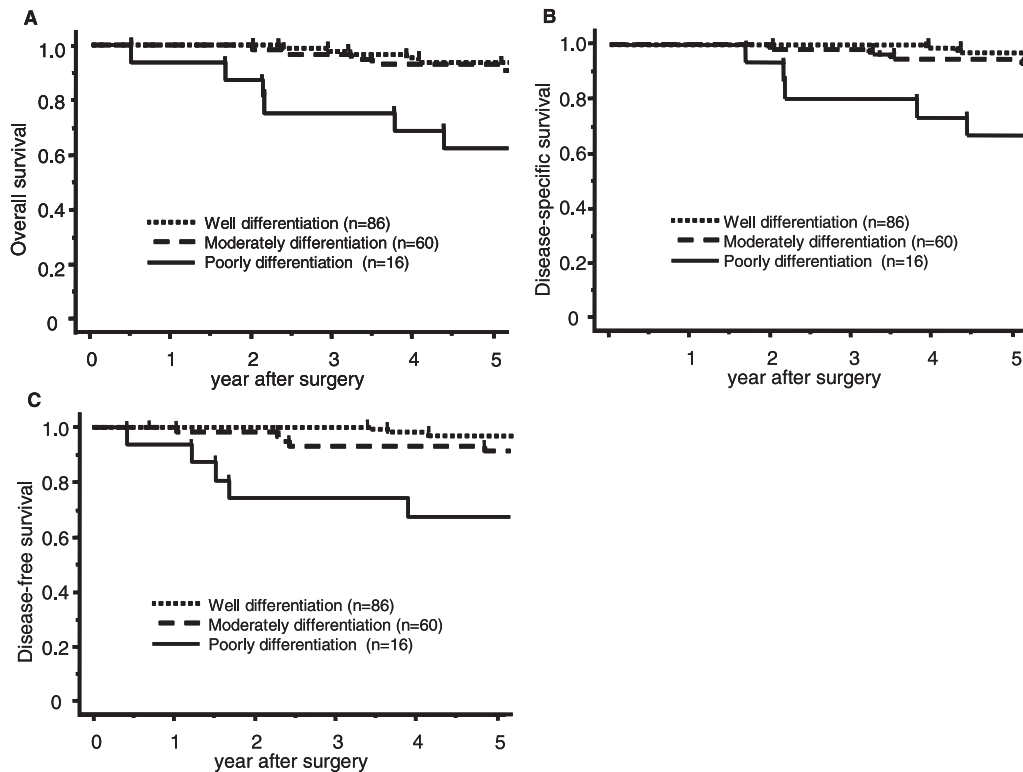 A
Overall survival
1.0
0.8
0.6
0.4
0.2
0
Well differentiation (n=86)
Moderately differentiation (n=60)
Poorly differentiation (n=16)
0 1 2 3 4 5
year after surgery
B
Disease-specific survival
1.0
0.8
0.6
0.4
0.2
0
Well differentiation (n=86)
Moderately differentiation (n=60)
Poorly differentiation (n=16)
1 2 3 4 5
year after surgery
C
Disease-free survival
1.0
0.8
0.6
0.4
0.2
0
Well differentiation (n=86)
Moderately differentiation (n=60)
Poorly differentiation (n=16)
0 1 2 3 4 5
year after surgery